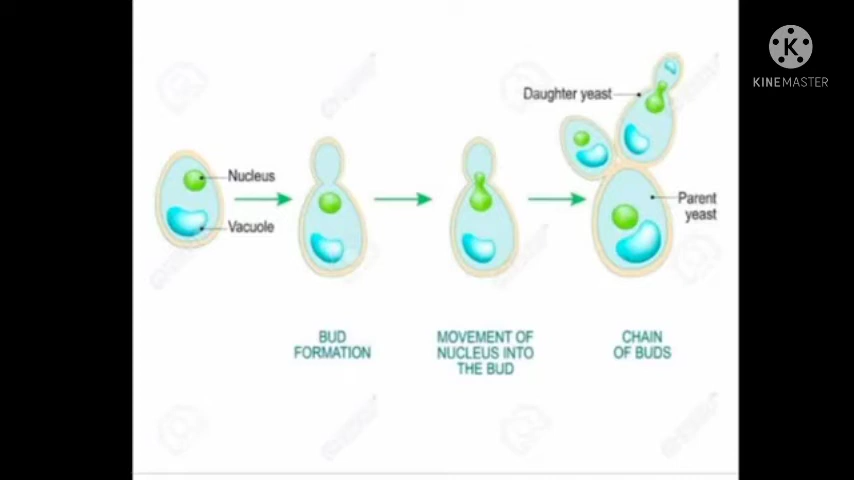 KINEMASTER
Daughter yeast
Nucleus
Vacuole
Parent
yeast
BUD
FORMATION
MOVEMENT OF
NUCLEUS INTO
THE BUD
CHAIN
OF BUDS